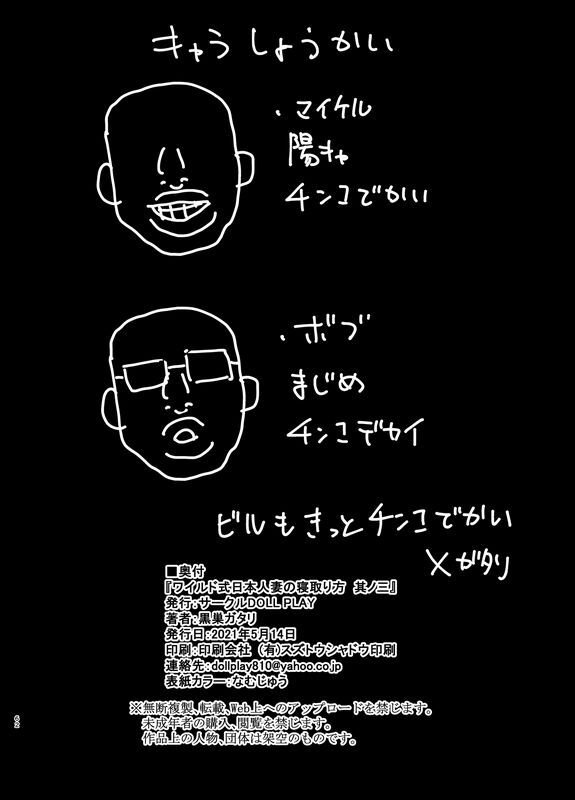 きゃらしょうかい
・マイケル
陽キャ
チンコでかい
・ボブ
まじめ
チンコデカイ
ビルもきっとチンコでかい
×ガタリ
■奥付
『ワイルド式日本人妻の寝取り方　其ノ三』
発行：サークルDOLL PLAY
著者：黒巣ガタリ
発行日：2021年5月14日
印刷：印刷会社　（有）スズトウシャドウ印刷
連絡先：dollplay810@yahoo.co.jp
表紙カラー：なむじゅう
※無断複製、転載、Web上へのアップロードを禁じます。
未成年者の購入、閲覧を禁じます。
作品上の人物、団体は架空のものです。